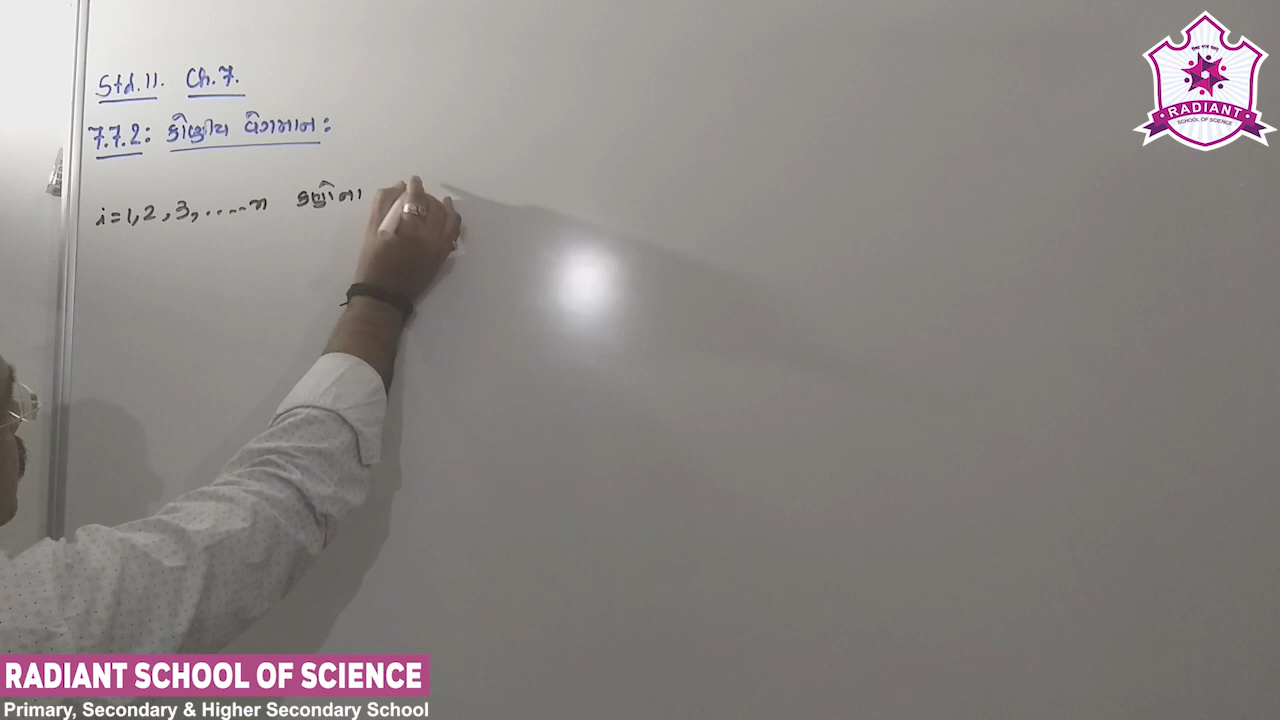 Std.11. Ch.7.
7.7.2: કોણીય વેગમાન:
i=1,2,3,.....n કણોના
RADIANT
SCHOOL OF SCIENCE
RADIANT SCHOOL OF SCIENCE
Primary, Secondary & Higher Secondary School